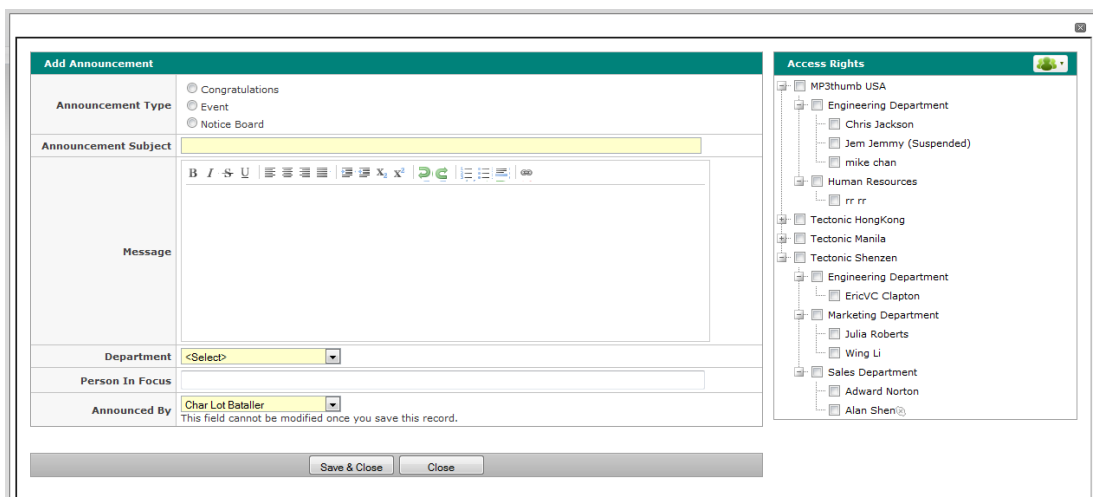 Add Announcement
Announcement Type
Congratulations
Event
Notice Board
Announcement Subject
B I S U X₂ X²
Message
Department <Select>
Person In Focus
Announced By Char Lot Bataller
This field cannot be modified once you save this record.
Save & Close Close
Access Rights
MP3thumb USA
Engineering Department
Chris Jackson
Jem Jemmy (Suspended)
mike chan
Human Resources
rr rr
Tectonic HongKong
Tectonic Manila
Tectonic Shenzen
Engineering Department
EricVC Clapton
Marketing Department
Julia Roberts
Wing Li
Sales Department
Adward Norton
Alan Shen